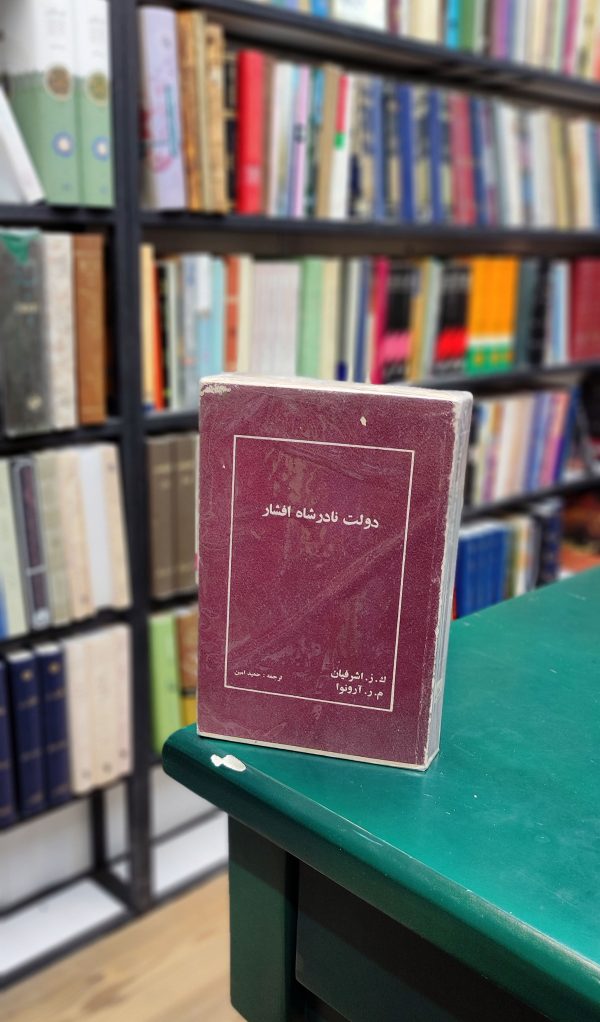 دولت نادرشاه افشار
ك. ز. اشرفیان
م. ر. آرونوا
ترجمه : حمید امین